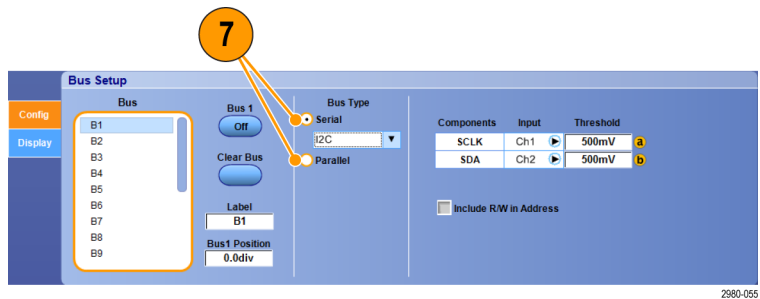 7
Bus Setup
Config
Display
Bus
B1
B2
B3
B4
B5
B6
B7
B8
B9
Bus 1
Off
Clear Bus
Label
B1
Bus1 Position
0.0div
Bus Type
Serial
I2C
Parallel
Components Input Threshold
SCLK Ch1 500mV a
SDA Ch2 500mV b
Include R/W in Address
2980-055